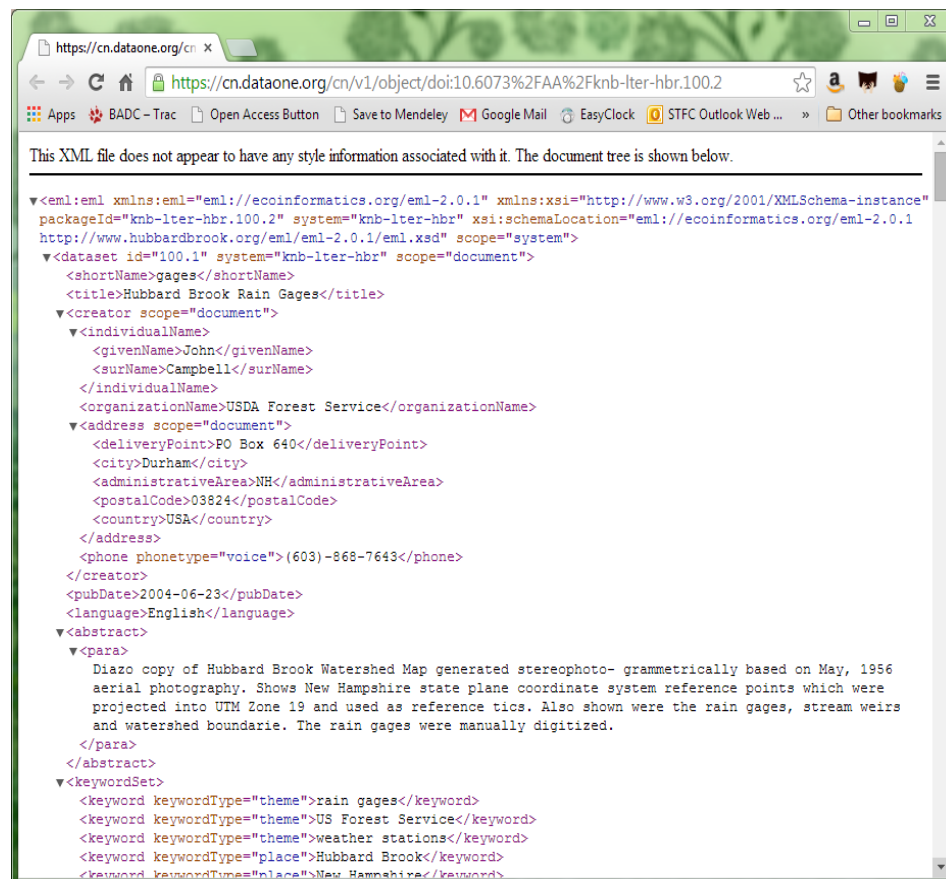 https://cn.dataone.org/cn ×
https://cn.dataone.org/cn/v1/object/doi:10.6073%2FAA%2Fknb-lter-hbr.100.2
Apps BADC – Trac Open Access Button Save to Mendeley Google Mail EasyClock STFC Outlook Web ... » Other bookmarks
This XML file does not appear to have any style information associated with it. The document tree is shown below.
▼<eml:eml xmlns:eml="eml://ecoinformatics.org/eml-2.0.1" xmlns:xsi="http://www.w3.org/2001/XMLSchema-instance"
packageId="knb-lter-hbr.100.2" system="knb-lter-hbr" xsi:schemaLocation="eml://ecoinformatics.org/eml-2.0.1
http://www.hubbardbrook.org/eml/eml-2.0.1/eml.xsd" scope="system">
▼<dataset id="100.1" system="knb-lter-hbr" scope="document">
<shortName>gages</shortName>
<title>Hubbard Brook Rain Gages</title>
▼<creator scope="document">
▼<individualName>
<givenName>John</givenName>
<surName>Campbell</surName>
</individualName>
<organizationName>USDA Forest Service</organizationName>
▼<address scope="document">
<deliveryPoint>PO Box 640</deliveryPoint>
<city>Durham</city>
<administrativeArea>NH</administrativeArea>
<postalCode>03824</postalCode>
<country>USA</country>
</address>
<phone phonetype="voice">(603)-868-7643</phone>
</creator>
<pubDate>2004-06-23</pubDate>
<language>English</language>
▼<abstract>
▼<para>
Diazo copy of Hubbard Brook Watershed Map generated stereophoto- grammetrically based on May, 1956
aerial photography. Shows New Hampshire state plane coordinate system reference points which were
projected into UTM Zone 19 and used as reference tics. Also shown were the rain gages, stream weirs
and watershed boundarie. The rain gages were manually digitized.
</para>
</abstract>
▼<keywordSet>
<keyword keywordType="theme">rain gages</keyword>
<keyword keywordType="theme">US Forest Service</keyword>
<keyword keywordType="theme">weather stations</keyword>
<keyword keywordType="place">Hubbard Brook</keyword>
<keyword keywordType="place">New Hampshire</keyword>